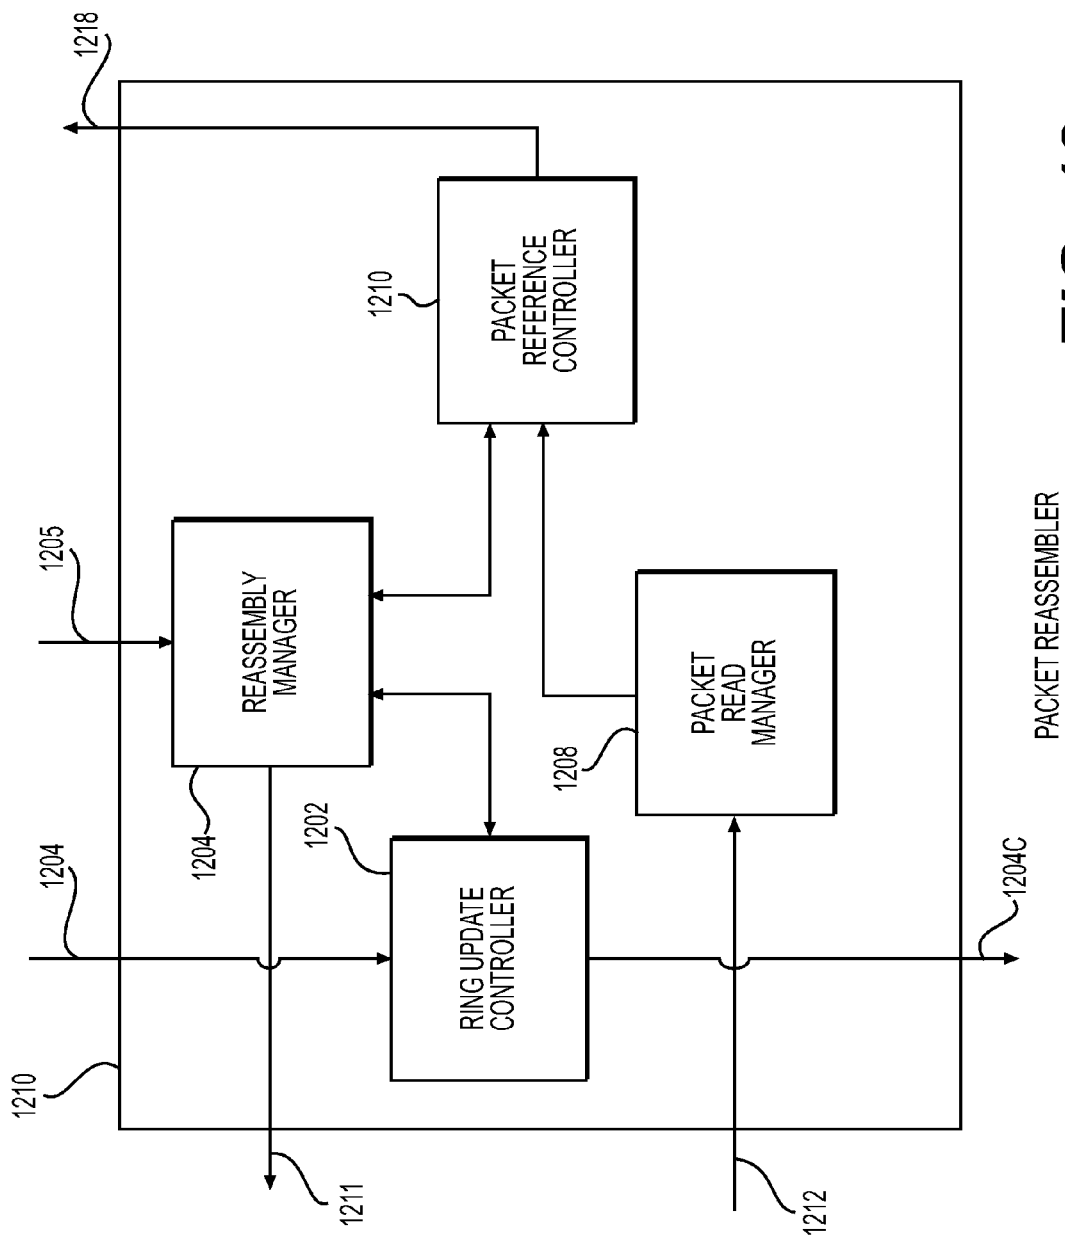 1210
1204
1205
1218
REASSEMBLY
MANAGER
1204
1202
RING UPDATE
CONTROLLER
1210
PACKET
REFERENCE
CONTROLLER
1208
PACKET
READ
MANAGER
1211
1212
1204C
PACKET REASSEMBLER